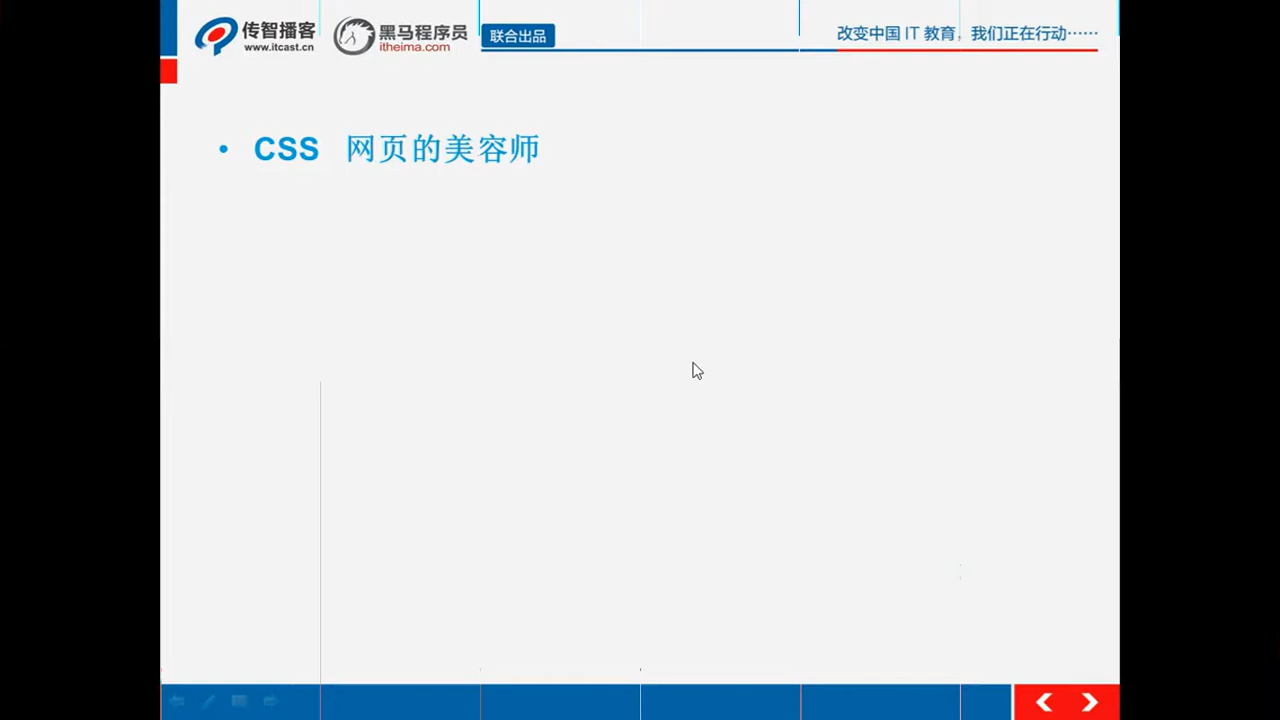 传智播客
www.itcast.cn
黑马程序员
itheima.com
联合出品
改变中国 IT 教育，我们正在行动……
• CSS 网页的美容师